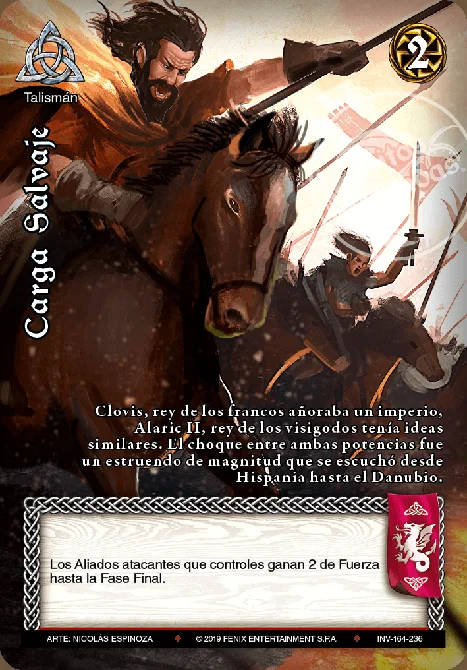 2
Talismán
Carga Salvaje
Clovis, rey de los francos añoraba un imperio,
Alaric II, rey de los visigodos tenía ideas
similares. El choque entre ambas potencias fue
un estruendo de magnitud que se escuchó desde
Hispania hasta el Danubio.
Los Aliados atacantes que controles ganan 2 de Fuerza
hasta la Fase Final.
ARTE: NICOLÁS ESPINOZA © 2019 FENIX ENTERTAINMENT S.P.A. INV-164-236